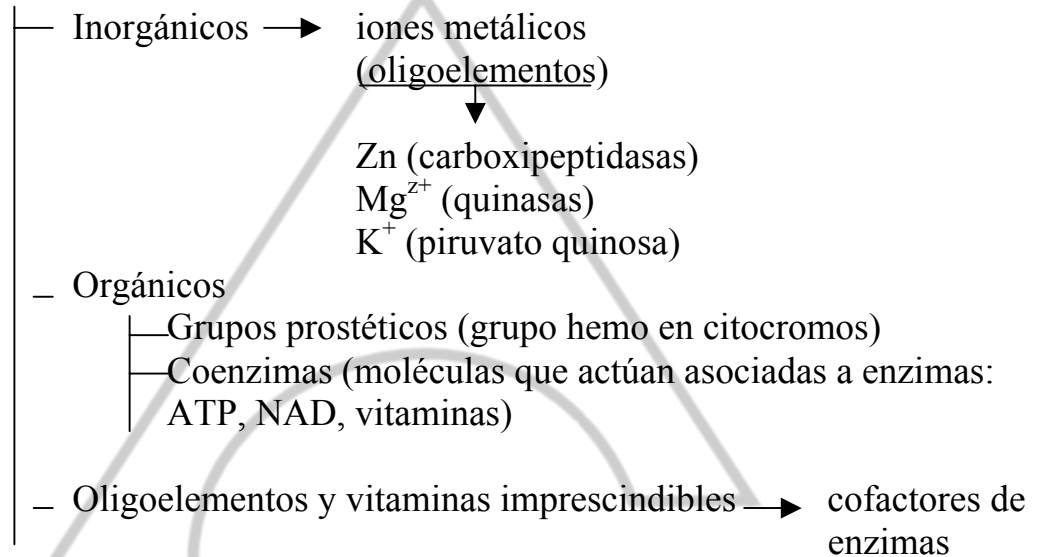 Inorgánicos iones metálicos
(oligoelementos)
Zn (carboxipeptidasas)
Mg^z+ (quinasas)
K^+ (piruvato quinosa)
Orgánicos
Grupos prostéticos (grupo hemo en citocromos)
Coenzimas (moléculas que actúan asociadas a enzimas:
ATP, NAD, vitaminas)
Oligoelementos y vitaminas imprescindibles cofactores de
enzimas